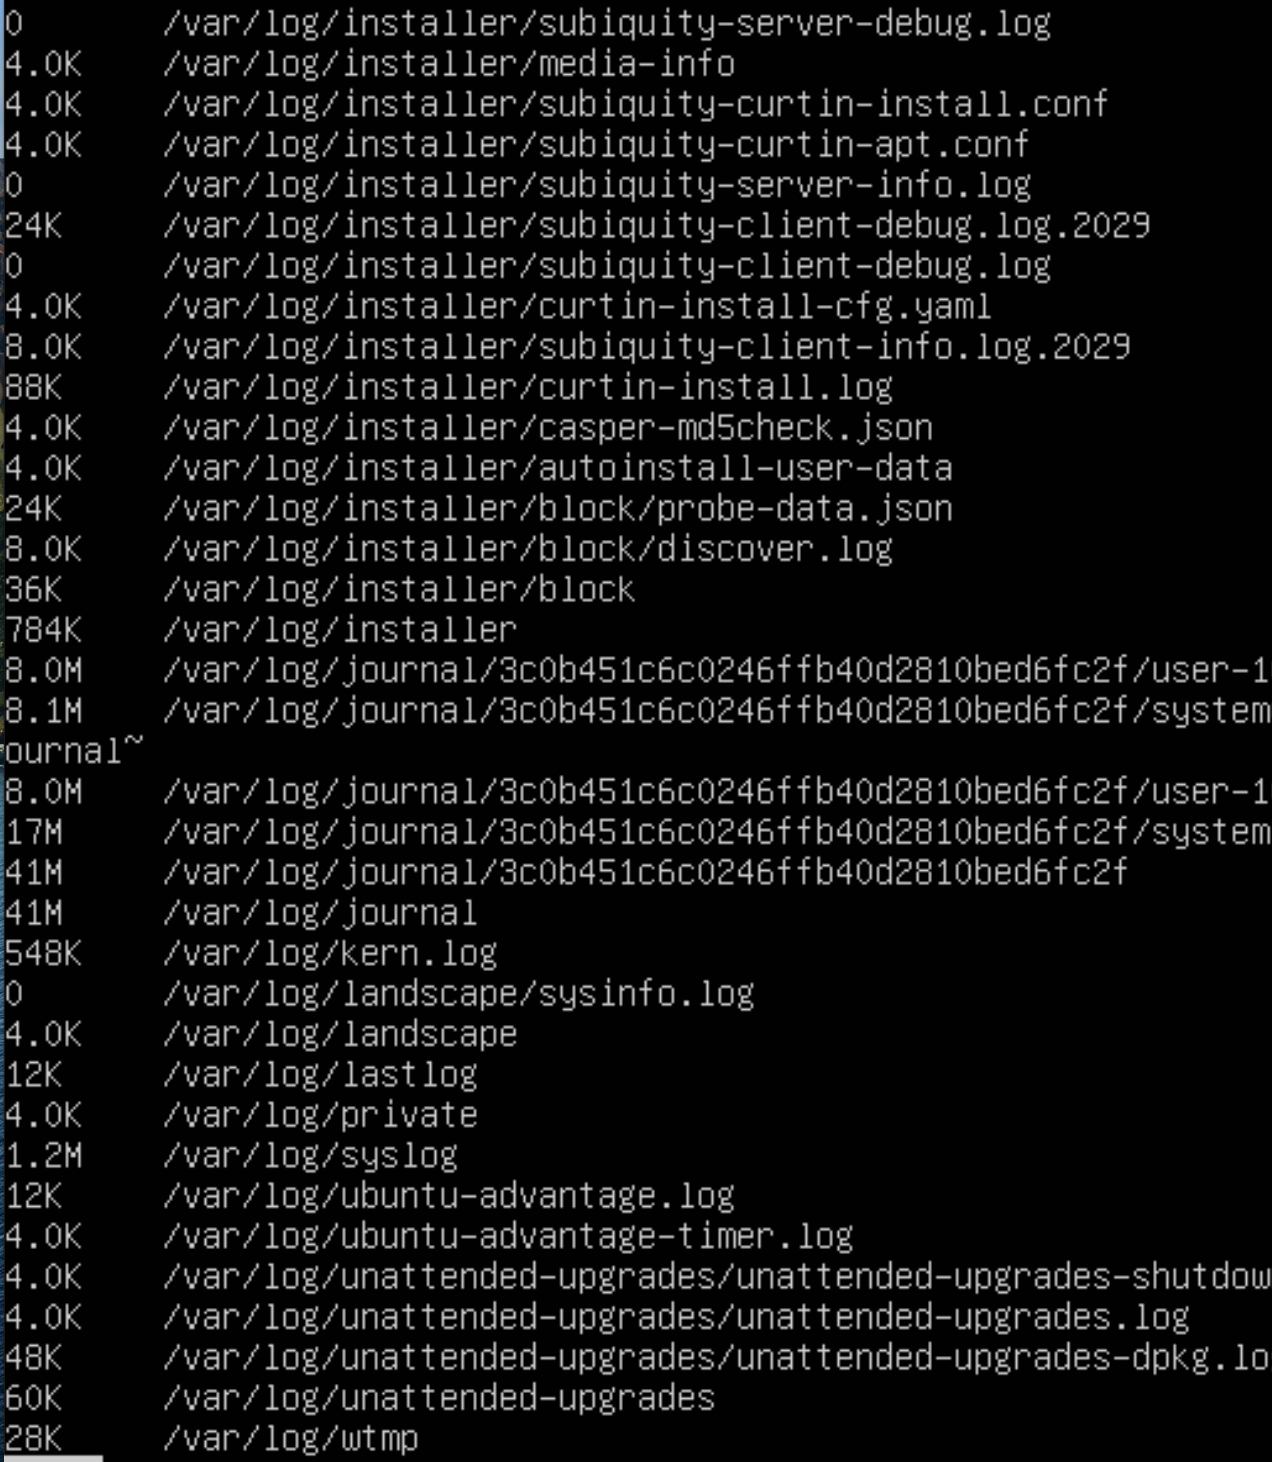 0 /var/log/installer/subiquity-server-debug.log
4.0K /var/log/installer/media-info
4.0K /var/log/installer/subiquity-curtin-install.conf
4.0K /var/log/installer/subiquity-curtin-apt.conf
0 /var/log/installer/subiquity-server-info.log
24K /var/log/installer/subiquity-client-debug.log.2029
0 /var/log/installer/subiquity-client-debug.log
4.0K /var/log/installer/curtin-install-cfg.yaml
8.0K /var/log/installer/subiquity-client-info.log.2029
88K /var/log/installer/curtin-install.log
4.0K /var/log/installer/casper-md5check.json
4.0K /var/log/installer/autoinstall-user-data
24K /var/log/installer/block/probe-data.json
8.0K /var/log/installer/block/discover.log
36K /var/log/installer/block
784K /var/log/installer
8.0M /var/log/journal/3c0b451c6c0246ffb40d2810bed6fc2f/user-1
8.1M /var/log/journal/3c0b451c6c0246ffb40d2810bed6fc2f/system
ournal~
8.0M /var/log/journal/3c0b451c6c0246ffb40d2810bed6fc2f/user-1
17M /var/log/journal/3c0b451c6c0246ffb40d2810bed6fc2f/system
41M /var/log/journal/3c0b451c6c0246ffb40d2810bed6fc2f
41M /var/log/journal
548K /var/log/kern.log
0 /var/log/landscape/sysinfo.log
4.0K /var/log/landscape
12K /var/log/lastlog
4.0K /var/log/private
1.2M /var/log/syslog
12K /var/log/ubuntu-advantage.log
4.0K /var/log/ubuntu-advantage-timer.log
4.0K /var/log/unattended-upgrades/unattended-upgrades-shutdow
4.0K /var/log/unattended-upgrades/unattended-upgrades.log
48K /var/log/unattended-upgrades/unattended-upgrades-dpkg.lo
60K /var/log/unattended-upgrades
28K /var/log/wtmp